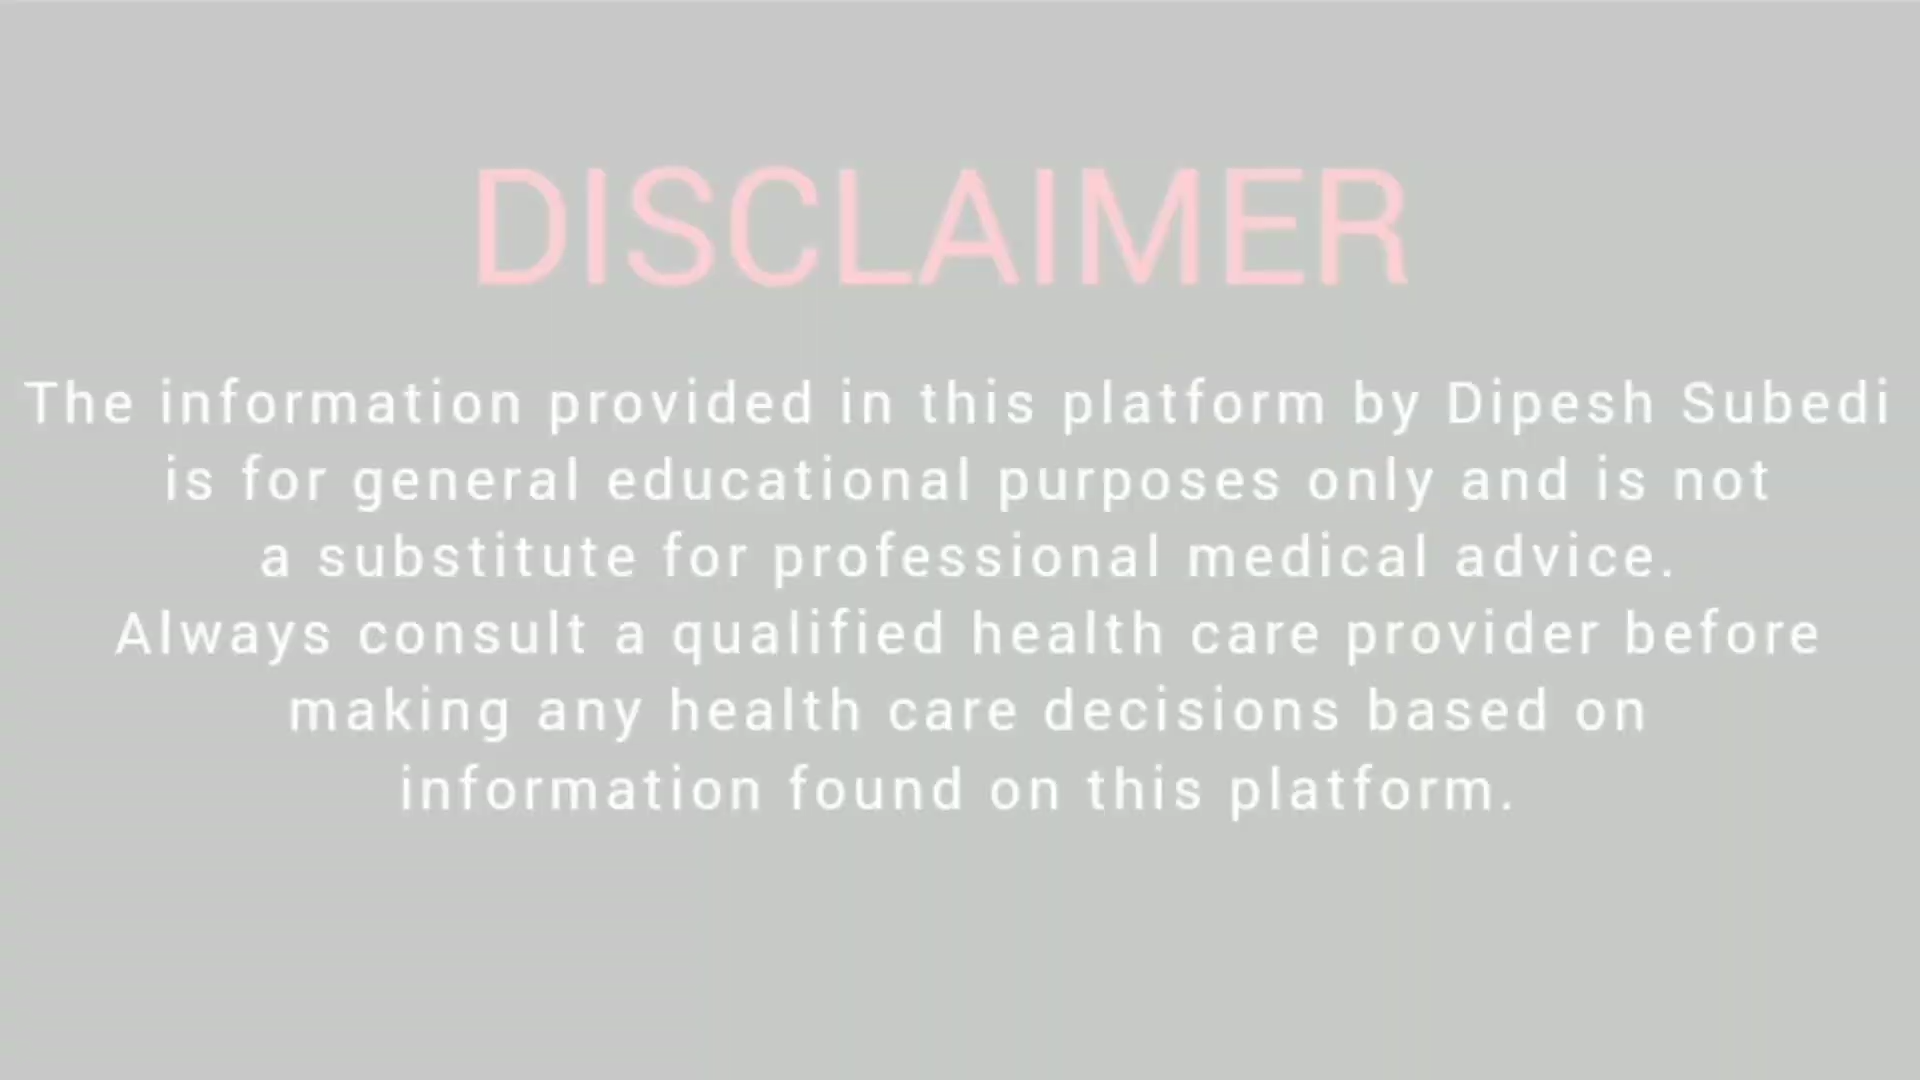 DISCLAIMER
The information provided in this platform by Dipesh Subedi
is for general educational purposes only and is not
a substitute for professional medical advice.
Always consult a qualified health care provider before
making any health care decisions based on
information found on this platform.